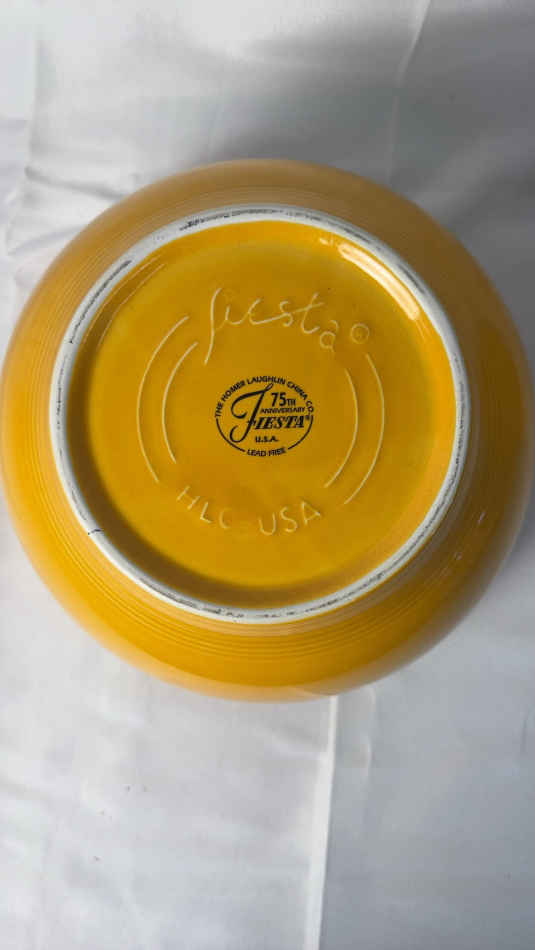 fiesta ©
THE HOMER LAUGHLIN CHINA CO.
75TH
ANNIVERSARY
FIESTA®
U.S.A.
LEAD FREE
HLC USA